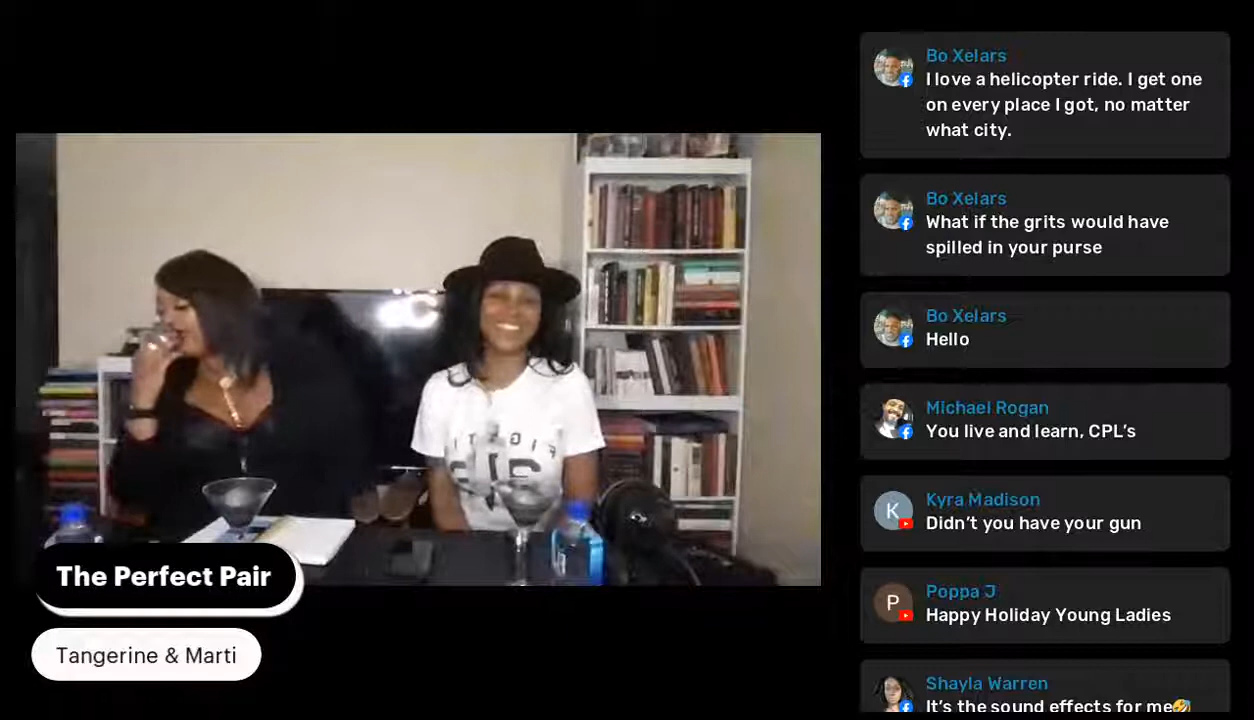 Bo Xelars
I love a helicopter ride. I get one
on every place I got, no matter
what city.
Bo Xelars
What if the grits would have
spilled in your purse
Bo Xelars
Hello
Michael Rogan
You live and learn, CPL's
K
Kyra Madison
Didn't you have your gun
P
Poppa J
Happy Holiday Young Ladies
Shayla Warren
It's the sound effects for me🤣
The Perfect Pair
Tangerine & Marti